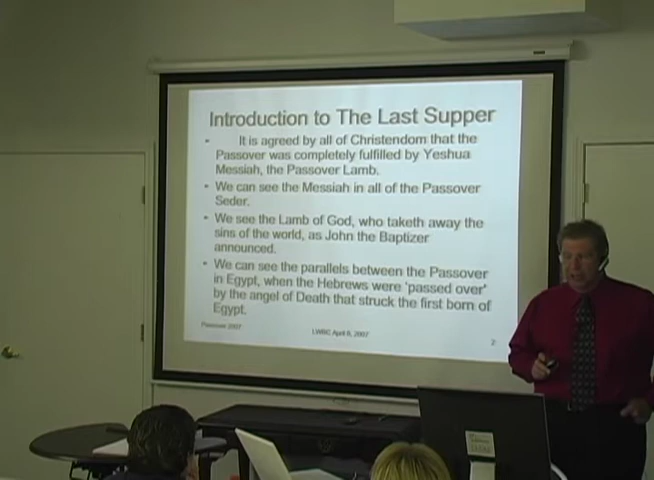 Introduction to The Last Supper
It is agreed by all of Christendom that the
Passover was completely fulfilled by Yeshua
Messiah, the Passover Lamb.
We can see the Messiah in all of the Passover
Seder.
We see the Lamb of God, who taketh away the
sins of the world, as John the Baptizer
announced.
We can see the parallels between the Passover
in Egypt, when the Hebrews were 'passed over'
by the angel of Death that struck the first born of
Egypt.
Passover 2007
LWBC April 8, 2007
2